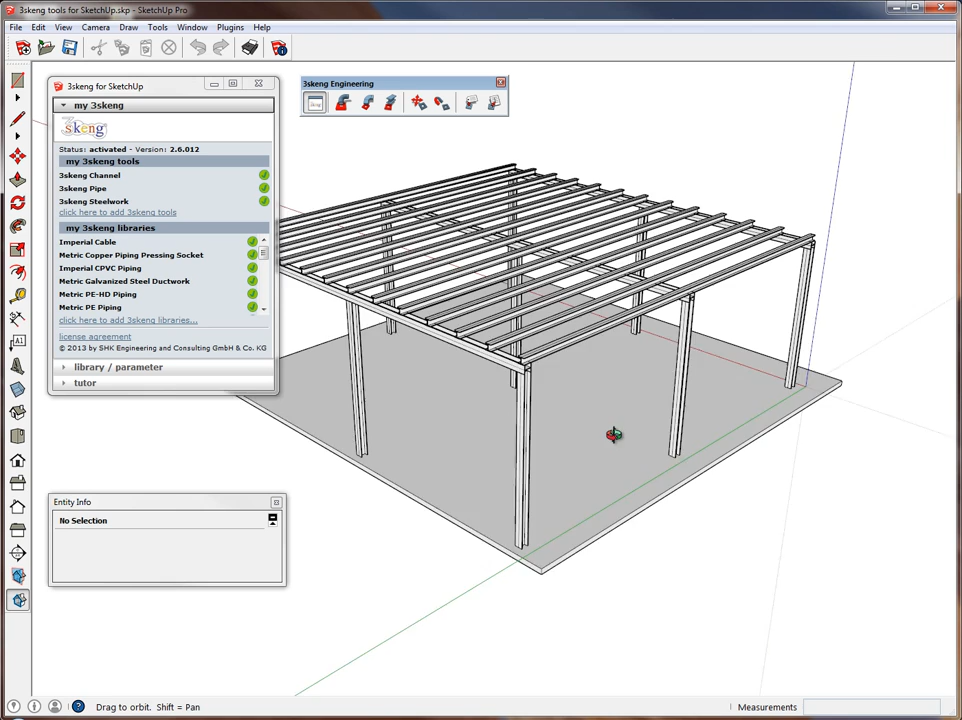 3skeng tools for SketchUp.skp - SketchUp Pro
File Edit View Camera Draw Tools Window Plugins Help
3skeng for SketchUp
my 3skeng
3skeng
Status: activated - Version: 2.6.012
my 3skeng tools
3skeng Channel
3skeng Pipe
3skeng Steelwork
click here to add 3skeng tools
my 3skeng libraries
Imperial Cable
Metric Copper Piping Pressing Socket
Imperial CPVC Piping
Metric Galvanized Steel Ductwork
Metric PE-HD Piping
Metric PE Piping
click here to add 3skeng libraries...
license agreement
© 2013 by SHK Engineering and Consulting GmbH & Co. KG
library / parameter
tutor
3skeng Engineering
Entity Info
No Selection
A1
Drag to orbit. Shift = Pan
Measurements